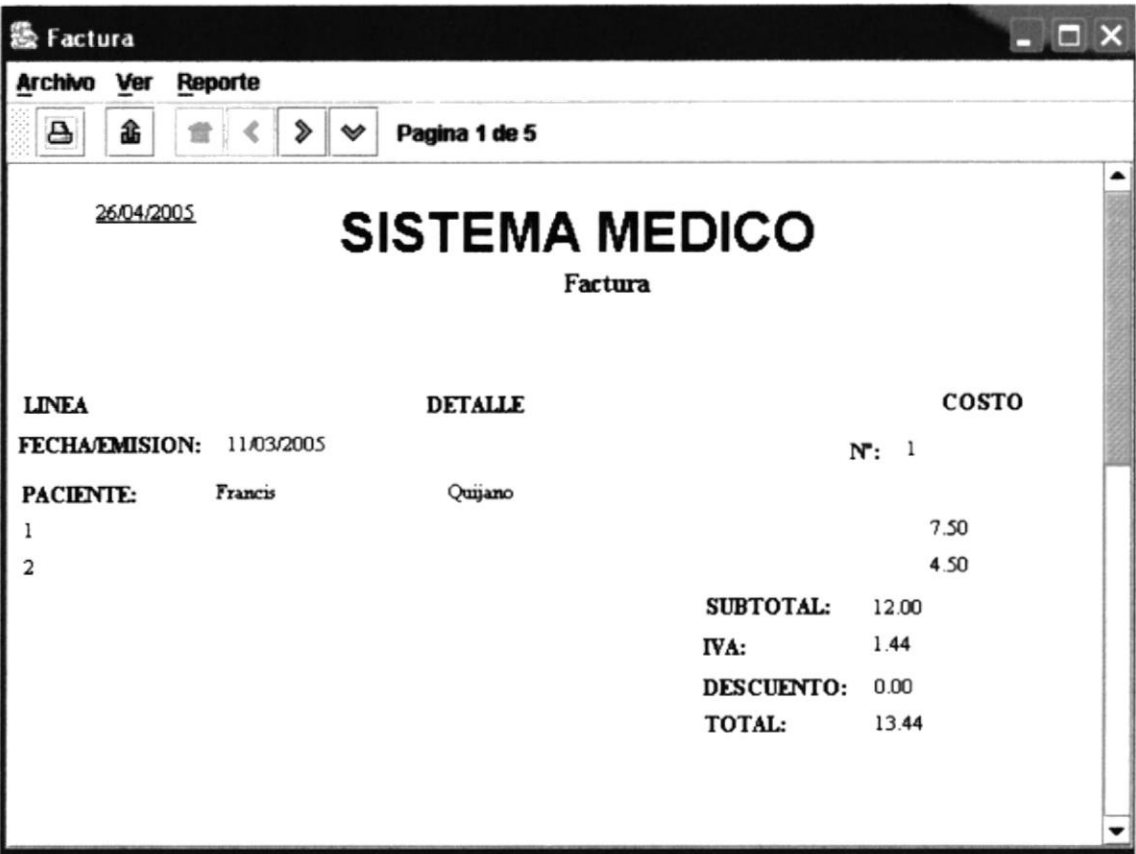 Factura
Archivo Ver Reporte
Pagina 1 de 5
26/04/2005
SISTEMA MEDICO
Factura
LINEA DETALLE COSTO
FECHA/EMISION: 11/03/2005 Nº: 1
PACIENTE: Francis Quijano
1 7.50
2 4.50
SUBTOTAL: 12.00
IVA: 1.44
DESCUENTO: 0.00
TOTAL: 13.44